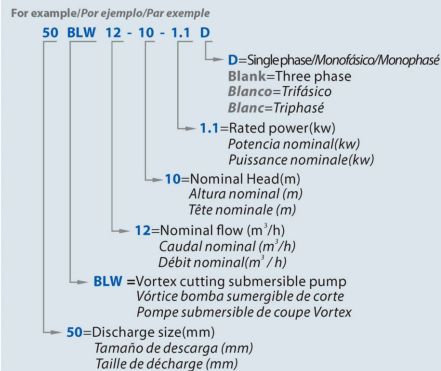 For example/Por ejemplo/Par exemple
50 BLW 12 - 10 - 1.1 D
D=Single phase/Monofásico/Monophasé
Blank=Three phase
Blanco=Trifásico
Blanc=Triphasé
1.1=Rated power(kw)
Potencia nominal(kw)
Puissance nominale(kw)
10=Nominal Head(m)
Altura nominal (m)
Tête nominale (m)
12=Nominal flow (m³/h)
Caudal nominal (m³/h)
Débit nominal(m³ / h)
BLW =Vortex cutting submersible pump
Vórtice bomba sumergible de corte
Pompe submersible de coupe Vortex
50=Discharge size(mm)
Tamaño de descarga (mm)
Taille de décharge (mm)